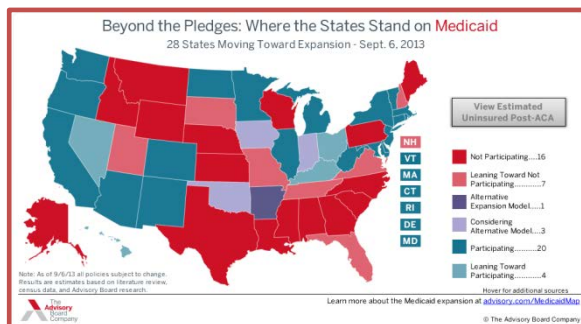 Beyond the Pledges: Where the States Stand on Medicaid
28 States Moving Toward Expansion - Sept. 6, 2013
View Estimated
Uninsured Post-ACA
NH
VT
MA
CT
RI
DE
MD
Not Participating....16
Leaning Toward Not
Participating............7
Alternative
Expansion Model....1
Considering
Alternative Model....3
Participating.....20
Leaning Toward
Participating............4
Note: As of 9/6/13 all policies subject to change.
Results are estimates based on literature review,
census data, and Advisory Board research.
Hover for additional sources
Learn more about the Medicaid expansion at advisory.com/MedicaidMap
The
Advisory
Board
Company
© The Advisory Board Company